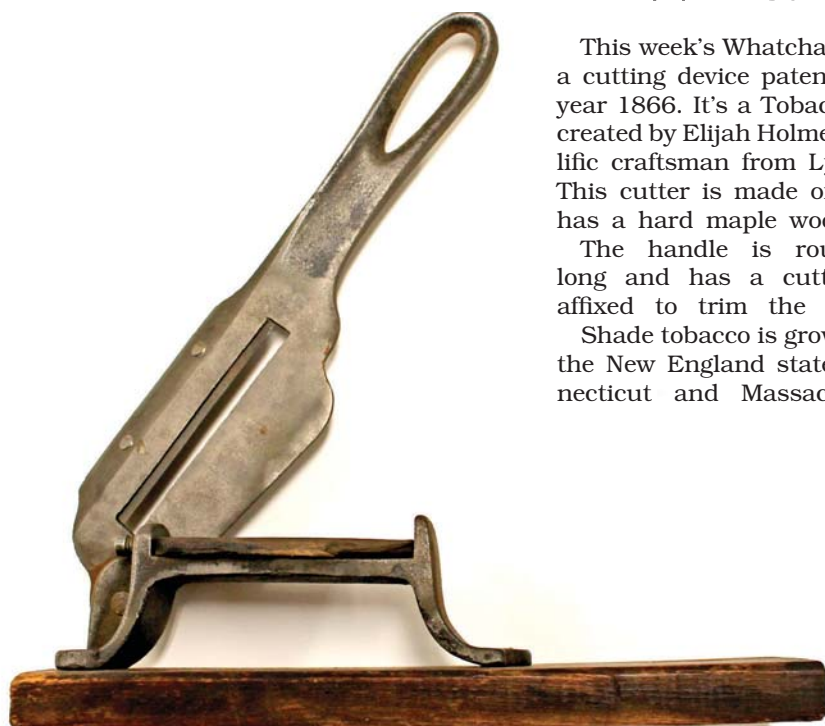 This week's Whatcha
a cutting device paten
year 1866. It's a Tobac
created by Elijah Holme
lific craftsman from Ly
This cutter is made o
has a hard maple woo
The handle is rou
long and has a cutt
affixed to trim the
Shade tobacco is grow
the New England state
necticut and Massac